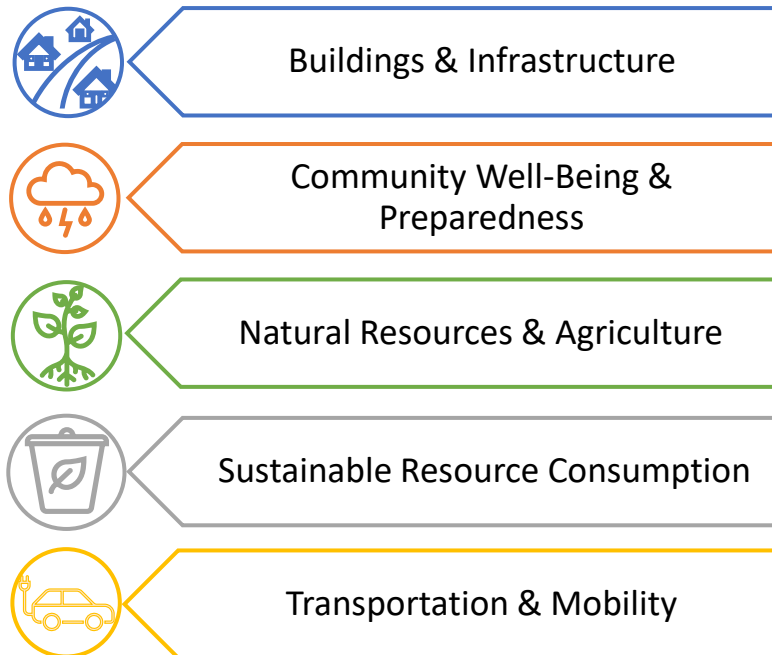 Buildings & Infrastructure
Community Well-Being &
Preparedness
Natural Resources & Agriculture
Sustainable Resource Consumption
Transportation & Mobility